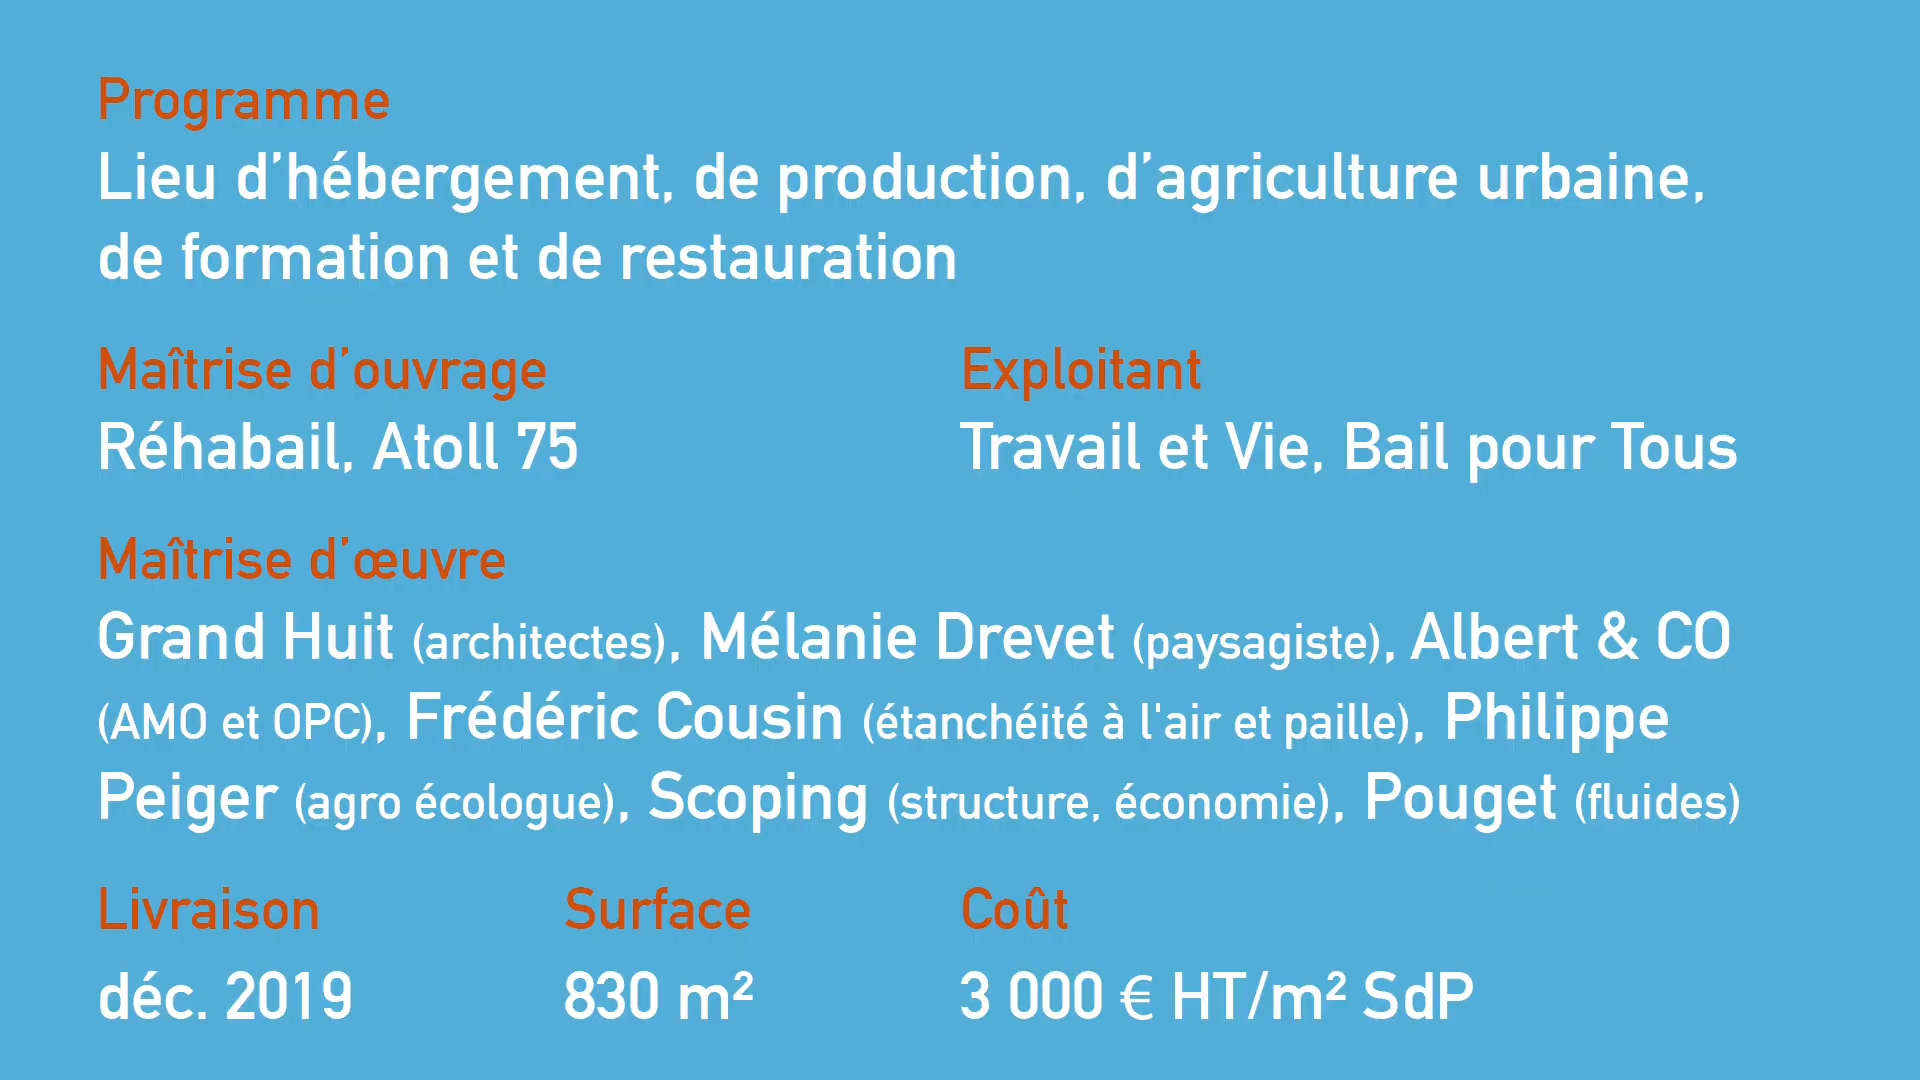 Programme
Lieu d’hébergement, de production, d’agriculture urbaine,
de formation et de restauration
Maîtrise d’ouvrage
Réhabail, Atoll 75
Exploitant
Travail et Vie, Bail pour Tous
Maîtrise d’œuvre
Grand Huit (architectes), Mélanie Drevet (paysagiste), Albert & CO
(AMO et OPC), Frédéric Cousin (étanchéité à l'air et paille), Philippe
Peiger (agro écologue), Scoping (structure, économie), Pouget (fluides)
Livraison
déc. 2019
Surface
830 m²
Coût
3 000 € HT/m² SdP